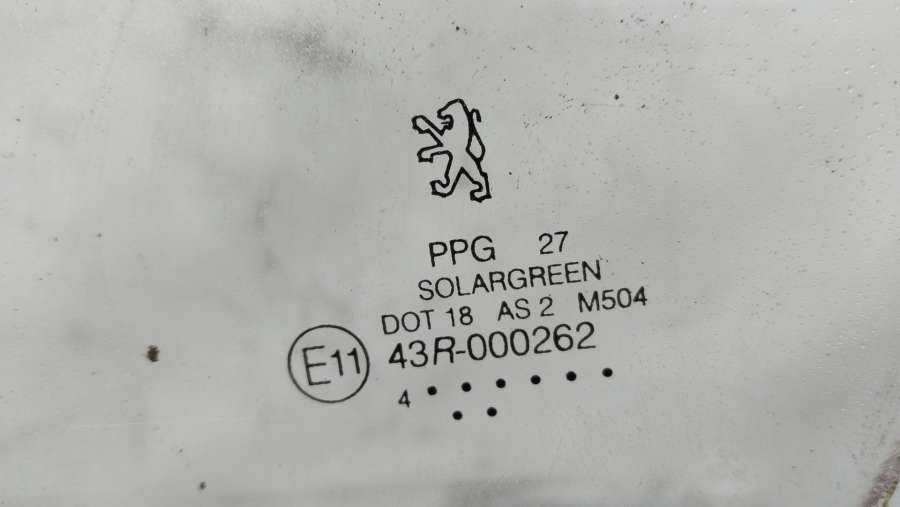 PPG 27
SOLARGREEN
DOT 18 AS 2 M504
E11 43R-000262
4